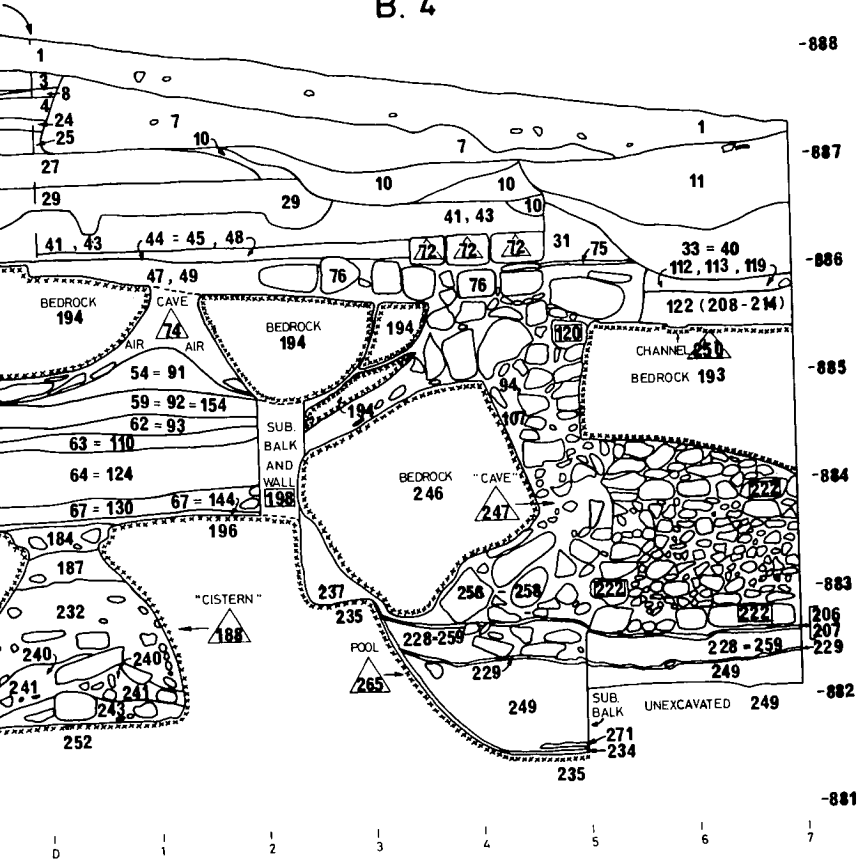 B. 4
-888
1
3
8
4
7
1
24
-887
25
10
7
27
10
10
11
29
29
10
41, 43
41, 43
44 = 45, 48
72
72
72
31
75
33 = 40
-886
112, 113, 119
47, 49
76
76
122 (208-214)
BEDROCK
194
CAVE
74
AIR
AIR
BEDROCK
194
194
120
CHANNEL 250
-885
BEDROCK 193
54 = 91
94
59 = 92 = 154
194
107
62 = 93
SUB.
BALK
AND
WALL
198
63 = 110
64 = 124
BEDROCK
246
"CAVE"
247
-884
222
67 = 144
67 = 130
196
184
187
-883
237
258 - 258
222
"CISTERN"
188
232
235
222
206
207
228-259
228 - 259
229
POOL
265
229
249
240
240
241
241
249
SUB.
BALK
UNEXCAVATED 249
-882
243
271
252
234
235
-881
D
1
2
3
4
5
6
7